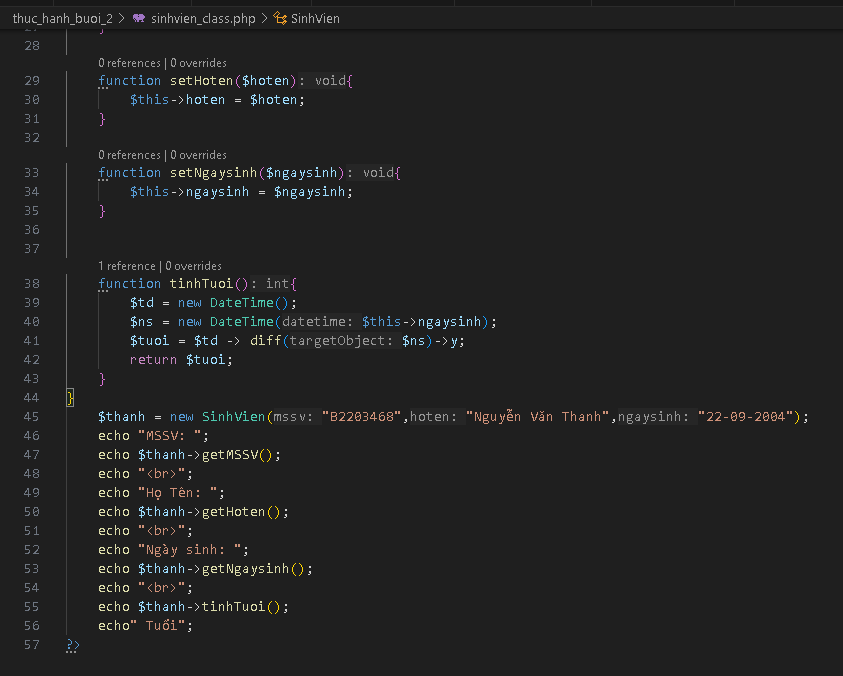 thuc_hanh_buoi_2 > sinhvien_class.php > SinhVien
27 }
28
0 references | 0 overrides
29 function setHoten($hoten): void{
30 $this->hoten = $hoten;
31 }
32
0 references | 0 overrides
33 function setNgaysinh($ngaysinh): void{
34 $this->ngaysinh = $ngaysinh;
35 }
36
37
1 reference | 0 overrides
38 function tinhTuoi(): int{
39 $td = new DateTime();
40 $ns = new DateTime(datetime: $this->ngaysinh);
41 $tuoi = $td -> diff(targetObject: $ns)->y;
42 return $tuoi;
43 }
44 }
45 $thanh = new SinhVien(mssv: "B2203468",hoten: "Nguyễn Văn Thanh",ngaysinh: "22-09-2004");
46 echo "MSSV: ";
47 echo $thanh->getMSSV();
48 echo "<br>";
49 echo "Họ Tên: ";
50 echo $thanh->getHoten();
51 echo "<br>";
52 echo "Ngày sinh: ";
53 echo $thanh->getNgaysinh();
54 echo "<br>";
55 echo $thanh->tinhTuoi();
56 echo" Tuổi";
57 ?>